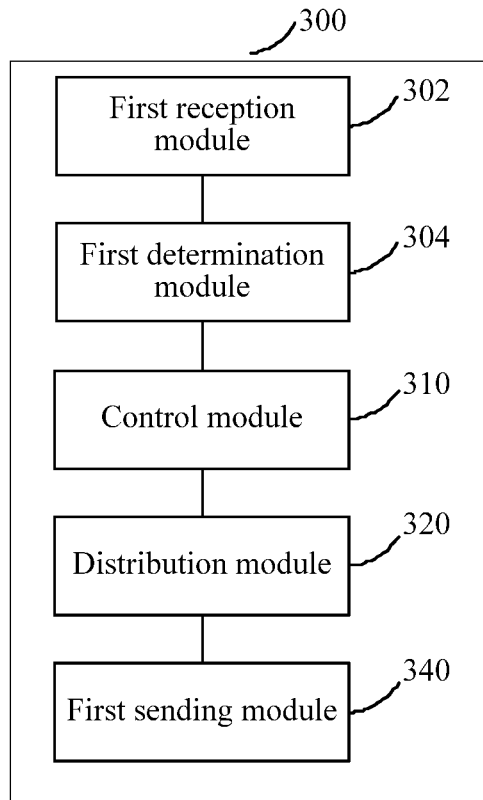 300
First reception
module
302
First determination
module
304
Control module
310
Distribution module
320
First sending module
340